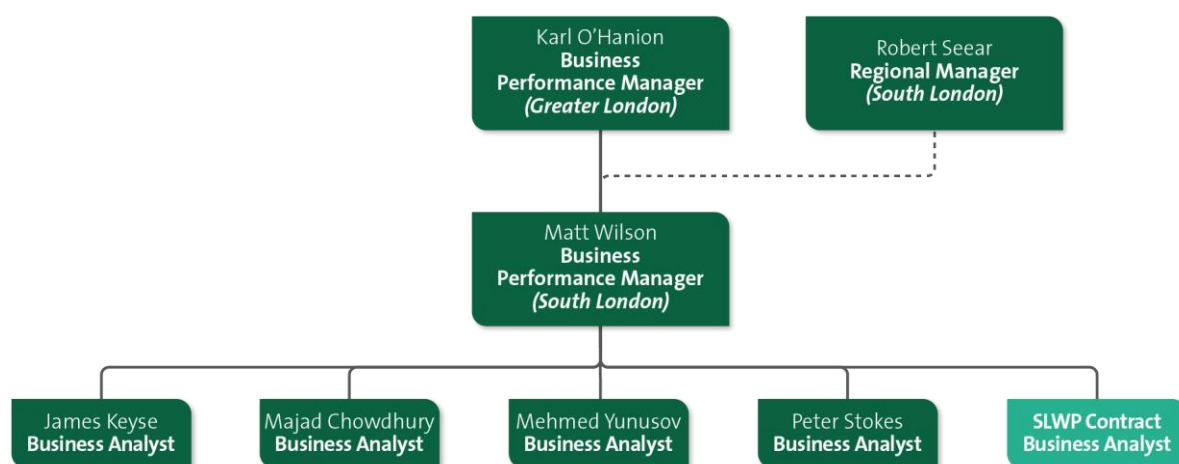 Karl O’Hanion
Business
Performance Manager
(Greater London)
Robert Seear
Regional Manager
(South London)
Matt Wilson
Business
Performance Manager
(South London)
James Keyse
Business Analyst
Majad Chowdhury
Business Analyst
Mehmed Yunusov
Business Analyst
Peter Stokes
Business Analyst
SLWP Contract
Business Analyst